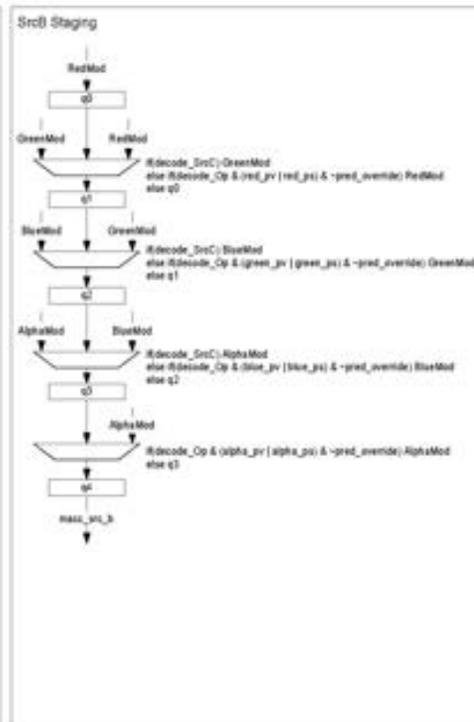 SrcB Staging
RedMod
q0
GreenMod RedMod
if(decode_SrcC) GreenMod
else if(decode_Op & (red_pv | red_ps) & ~pred_override) RedMod
else q0
q1
BlueMod GreenMod
if(decode_SrcC) BlueMod
else if(decode_Op & (green_pv | green_ps) & ~pred_override) GreenMod
else q1
q2
AlphaMod BlueMod
if(decode_SrcC) AlphaMod
else if(decode_Op & (blue_pv | blue_ps) & ~pred_override) BlueMod
else q2
q3
AlphaMod
if(decode_Op & (alpha_pv | alpha_ps) & ~pred_override) AlphaMod
else q3
q4
macc_src_b